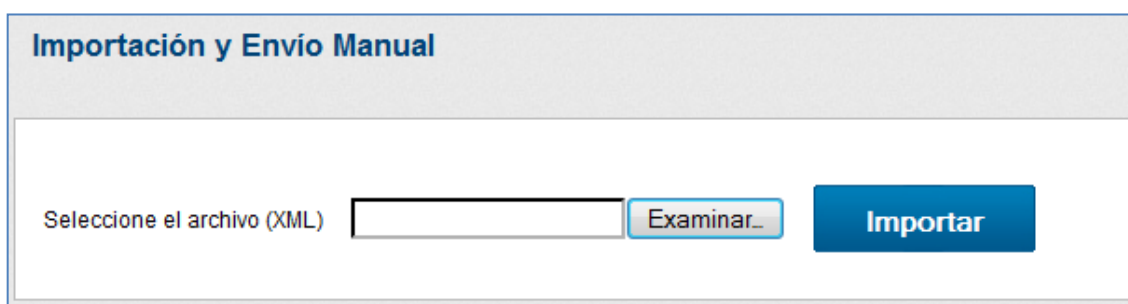 Importación y Envío Manual
Seleccione el archivo (XML) Examinar... Importar